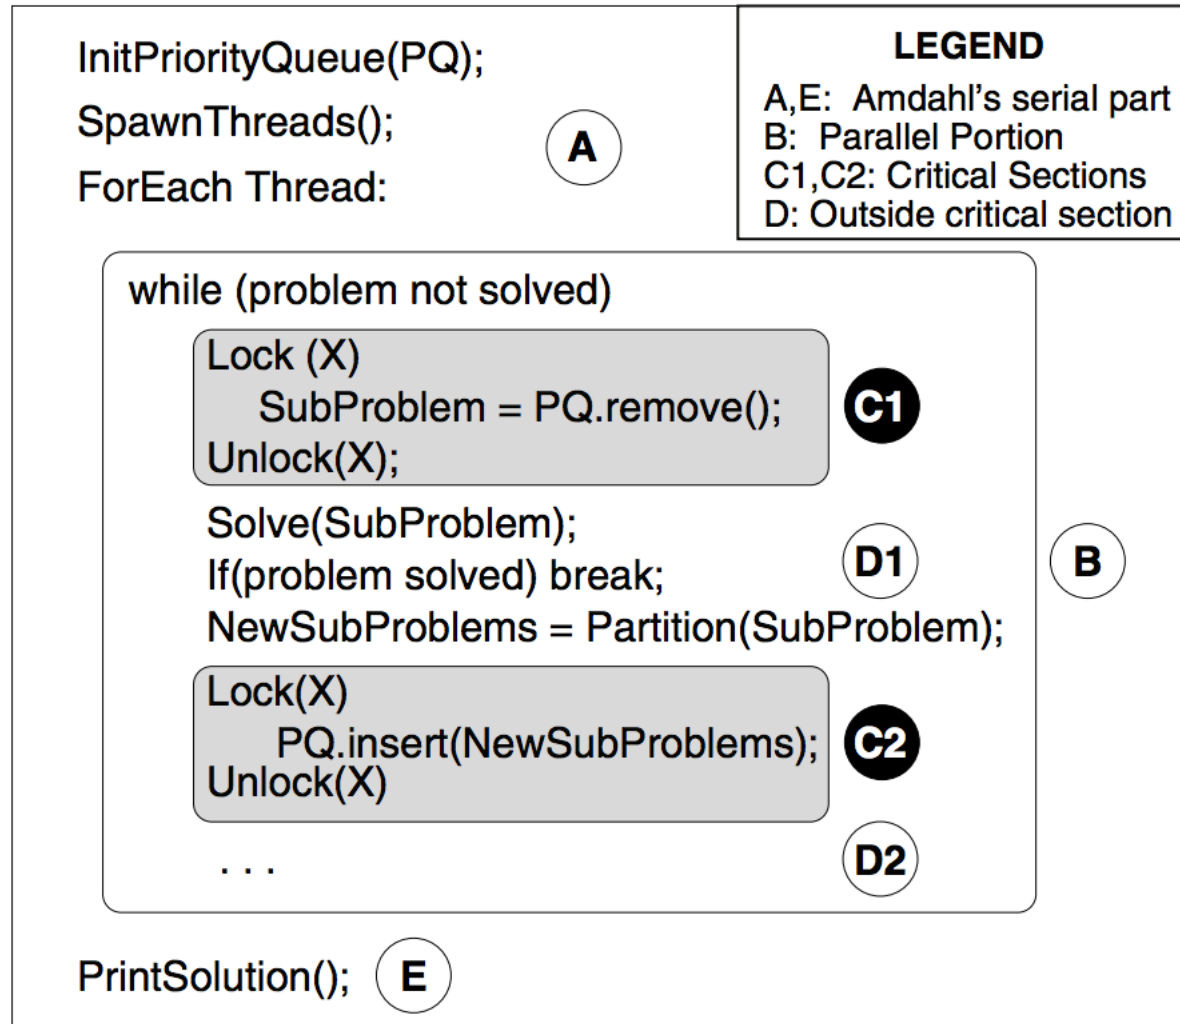 InitPriorityQueue(PQ);
SpawnThreads();
ForEach Thread:
A
LEGEND
A,E: Amdahl's serial part
B: Parallel Portion
C1,C2: Critical Sections
D: Outside critical section
while (problem not solved)
Lock (X)
SubProblem = PQ.remove();
Unlock(X);
C1
Solve(SubProblem);
If(problem solved) break;
NewSubProblems = Partition(SubProblem);
D1
B
Lock(X)
PQ.insert(NewSubProblems);
Unlock(X)
C2
. . .
D2
PrintSolution();
E